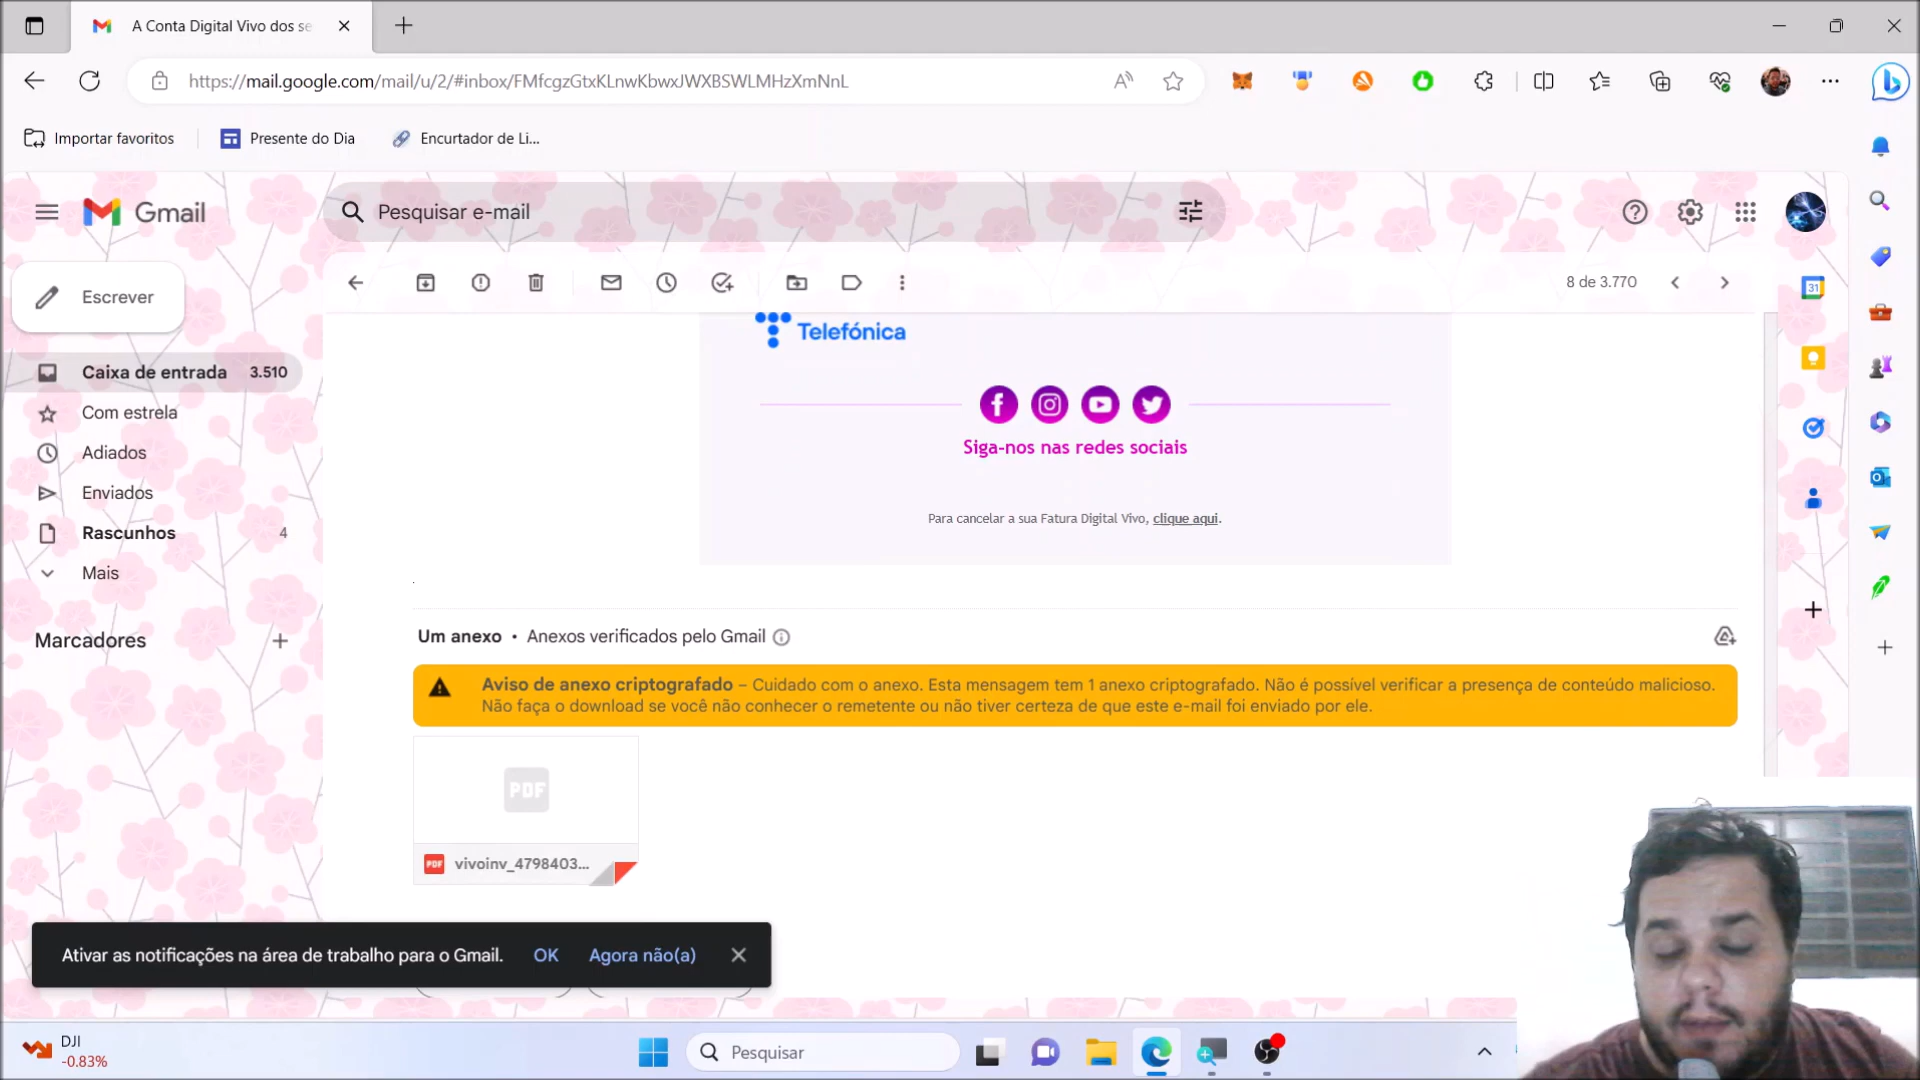 A Conta Digital Vivo dos se
https://mail.google.com/mail/u/2/#inbox/FMfcgzGtxKLnwKbwxJWXBSWLMHzXmNnL
Importar favoritos
Presente do Dia
Encurtador de Li...
Gmail
Pesquisar e-mail
Escrever
8 de 3.770
31
Telefónica
Caixa de entrada 3.510
Com estrela
Adiados
Enviados
Rascunhos 4
Mais
Marcadores
Siga-nos nas redes sociais
Para cancelar a sua Fatura Digital Vivo, clique aqui.
Um anexo • Anexos verificados pelo Gmail
Aviso de anexo criptografado – Cuidado com o anexo. Esta mensagem tem 1 anexo criptografado. Não é possível verificar a presença de conteúdo malicioso.
Não faça o download se você não conhecer o remetente ou não tiver certeza de que este e-mail foi enviado por ele.
PDF
PDF vivoinv_4798403...
Ativar as notificações na área de trabalho para o Gmail. OK Agora não(a)
DJI
-0.83%
Pesquisar